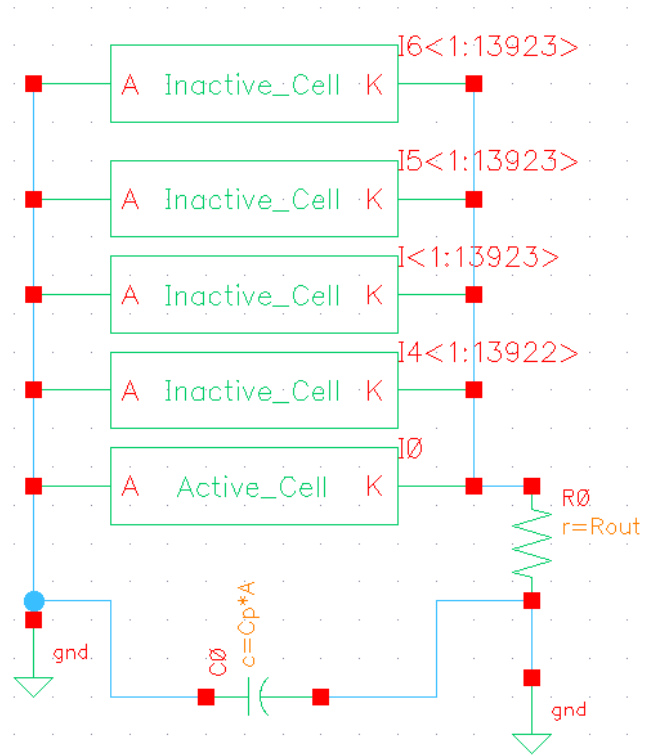 I6<1:13923>
A Inactive_Cell K
I5<1:13923>
A Inactive_Cell K
I<1:13923>
A Inactive_Cell K
I4<1:13922>
A Inactive_Cell K
I0
A Active_Cell K
R0
r=Rout
gnd
C0
c=Cp*A
gnd